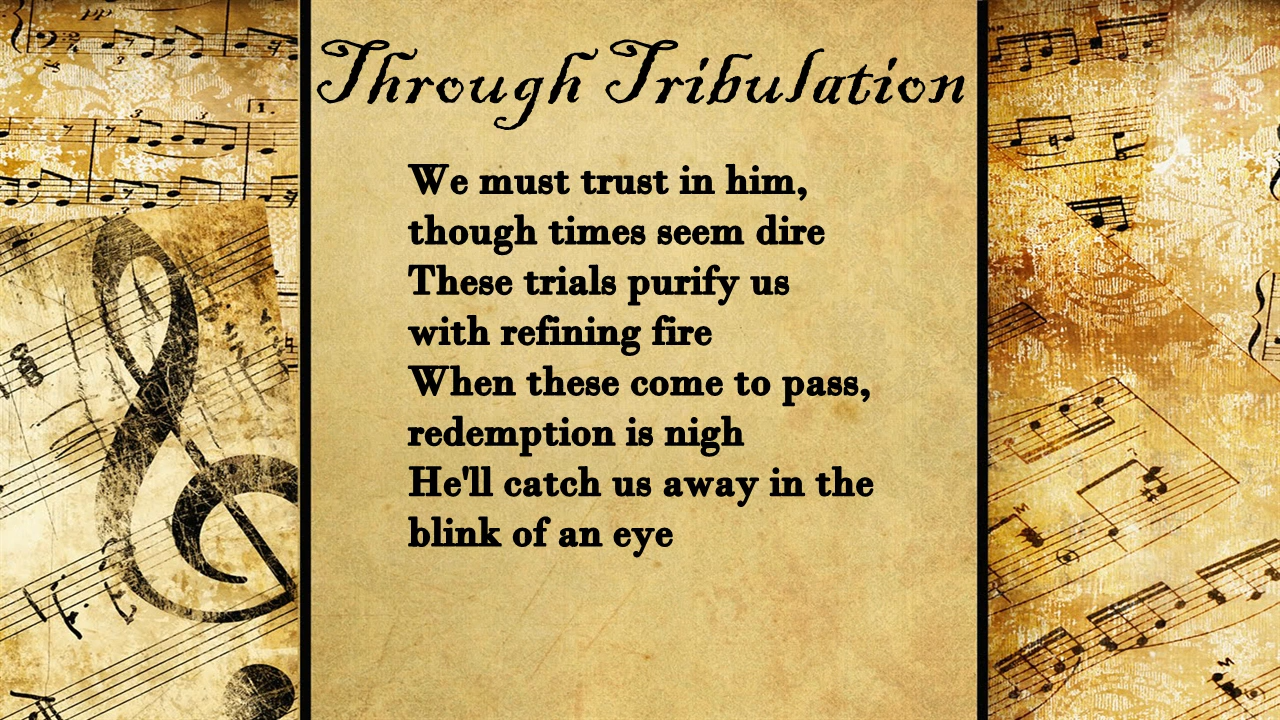 Through Tribulation
We must trust in him,
though times seem dire
These trials purify us
with refining fire
When these come to pass,
redemption is nigh
He'll catch us away in the
blink of an eye